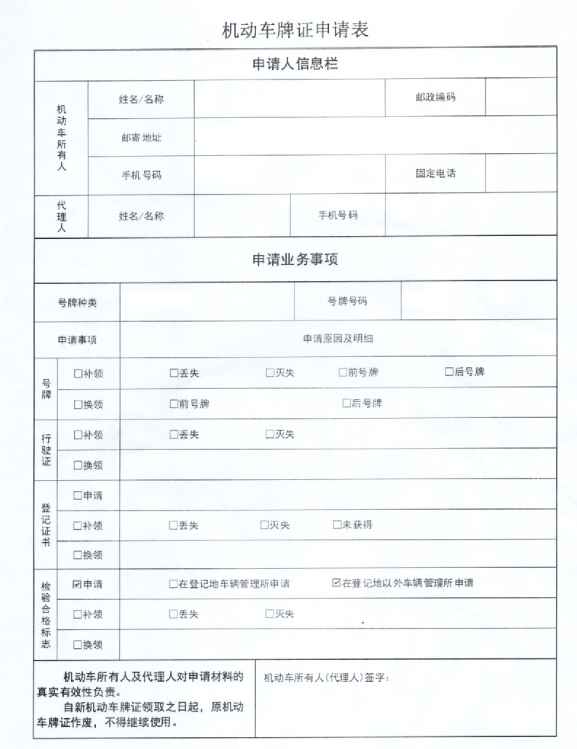 机动车牌证申请表
申请人信息栏
机动车所有人
姓名/名称
邮政编码
邮寄地址
手机号码
固定电话
代理人
姓名/名称
手机号码
申请业务事项
号牌种类
号牌号码
申请事项
申请原因及明细
号牌
□补领 □丢失 □灭失 □前号牌 □后号牌
□换领 □前号牌 □后号牌
行驶证
□补领 □丢失 □灭失
□换领
登记证书
□申请
□补领 □丢失 □灭失 □未获得
□换领
检验合格标志
☑申请 □在登记地车辆管理所申请 ☑在登记地以外车辆管理所申请
□补领 □丢失 □灭失
□换领
机动车所有人及代理人对申请材料的
真实有效性负责。
自新机动车牌证领取之日起，原机动
车牌证作废，不得继续使用。
机动车所有人(代理人)签字：